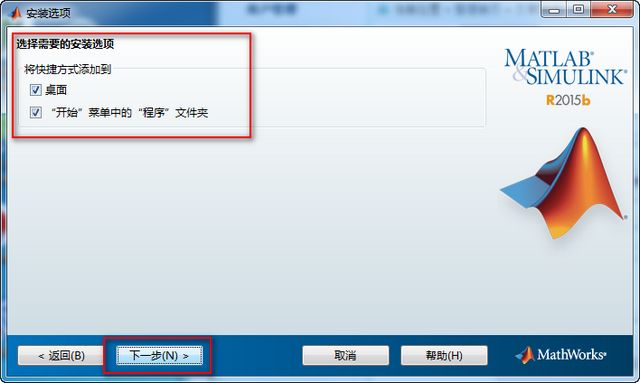 安装选项
选择需要的安装选项
将快捷方式添加到
桌面
“开始”菜单中的“程序”文件夹
MATLAB®
&SIMULINK®
R2015b
< 返回(B)
下一步(N) >
取消
帮助(H)
MathWorks®